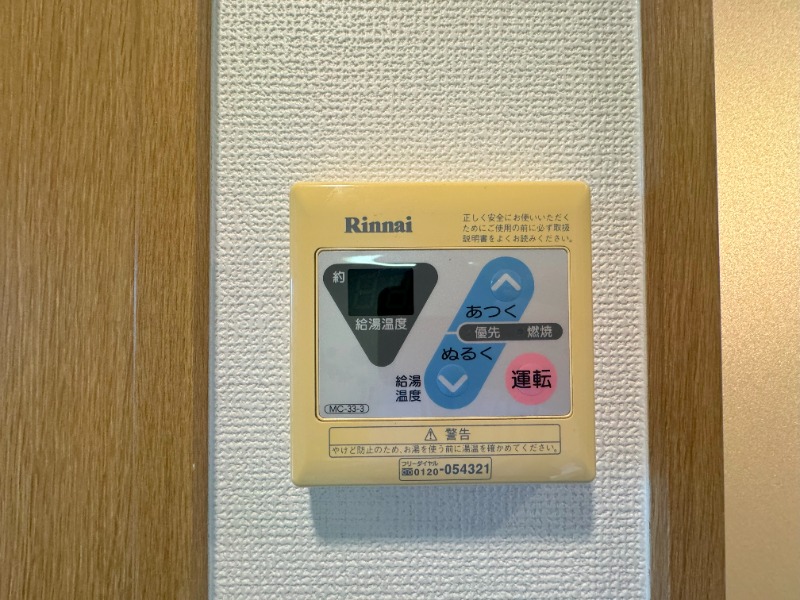 Rinnai
正しく安全にお使いいただく
ためにご使用の前に必ず取扱
説明書をよくお読みください。
約
給湯温度
あつく
優先 燃焼
ぬるく
給湯
温度
運転
MC-33-3
⚠ 警告
やけど防止のため、お湯を使う前に湯温を確かめてください。
フリーダイヤル
0120-054321